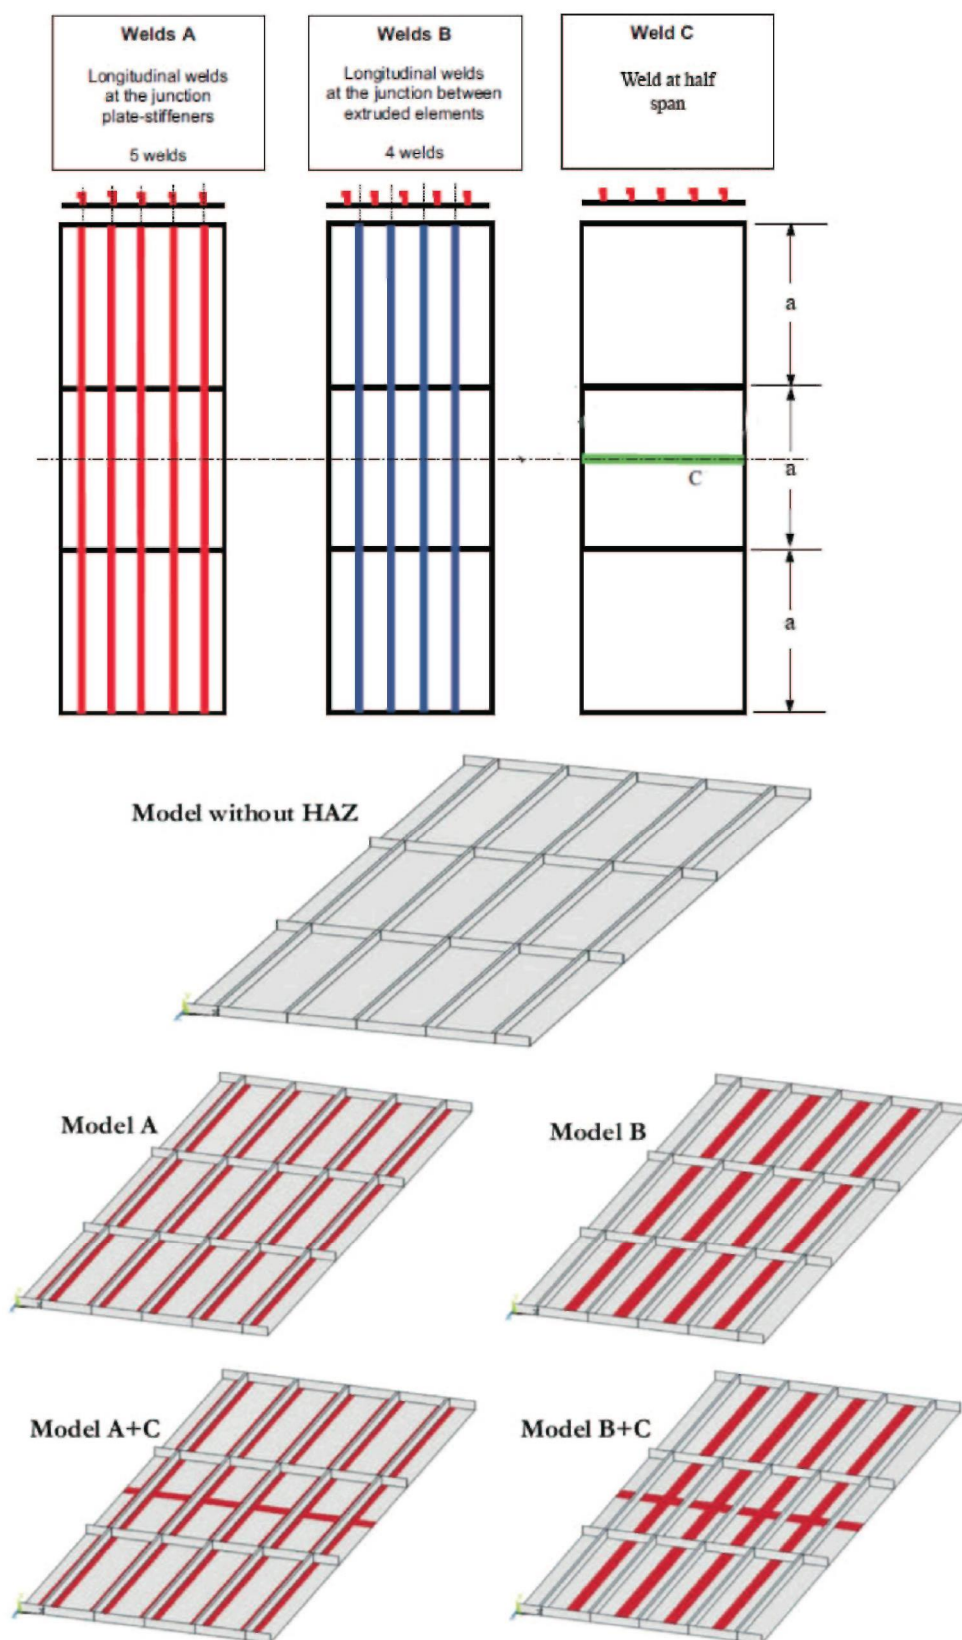 Welds A
Longitudinal welds
at the junction
plate-stiffeners
5 welds
Welds B
Longitudinal welds
at the junction between
extruded elements
4 welds
Weld C
Weld at half
span
a
a
C
a
Model without HAZ
Model A
Model B
Model A+C
Model B+C